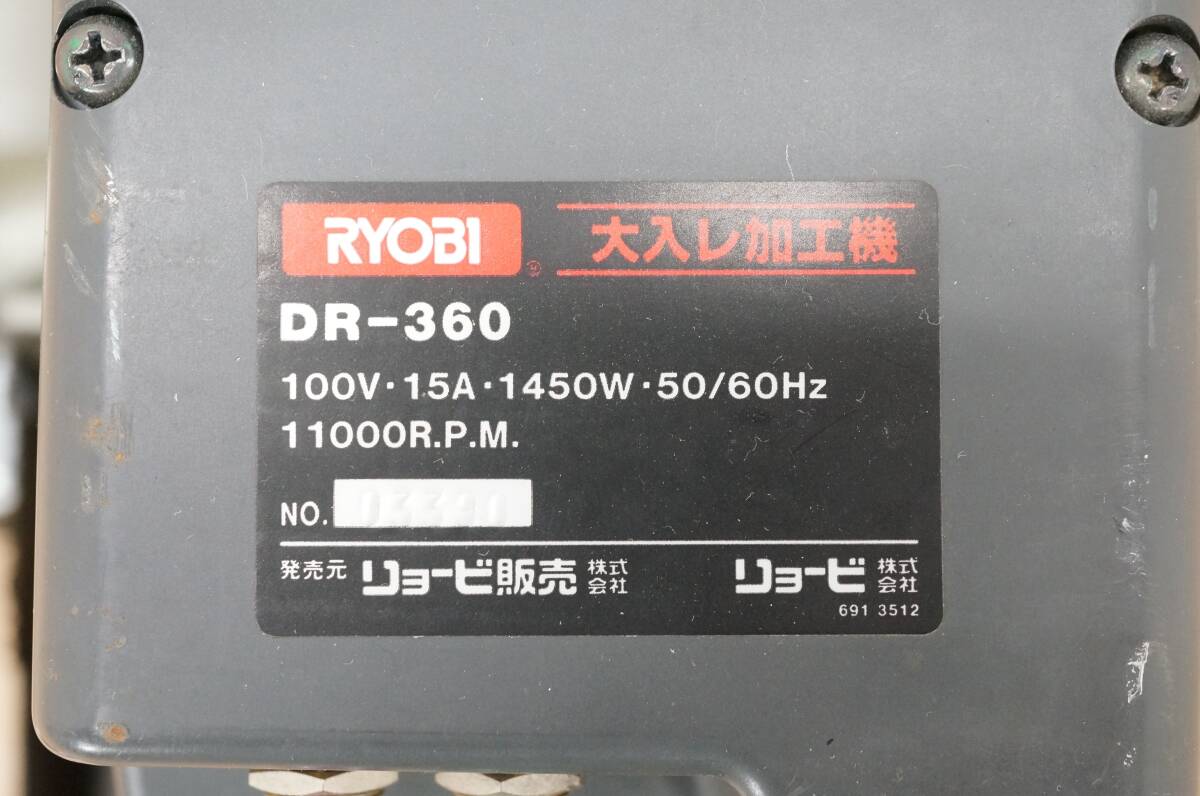 RYOBI 大入レ加工機
DR-360
100V·15A·1450W·50/60Hz
11000R.P.M.
NO. 03390
発売元 リョービ販売 株式会社 リョービ 株式会社
691 3512